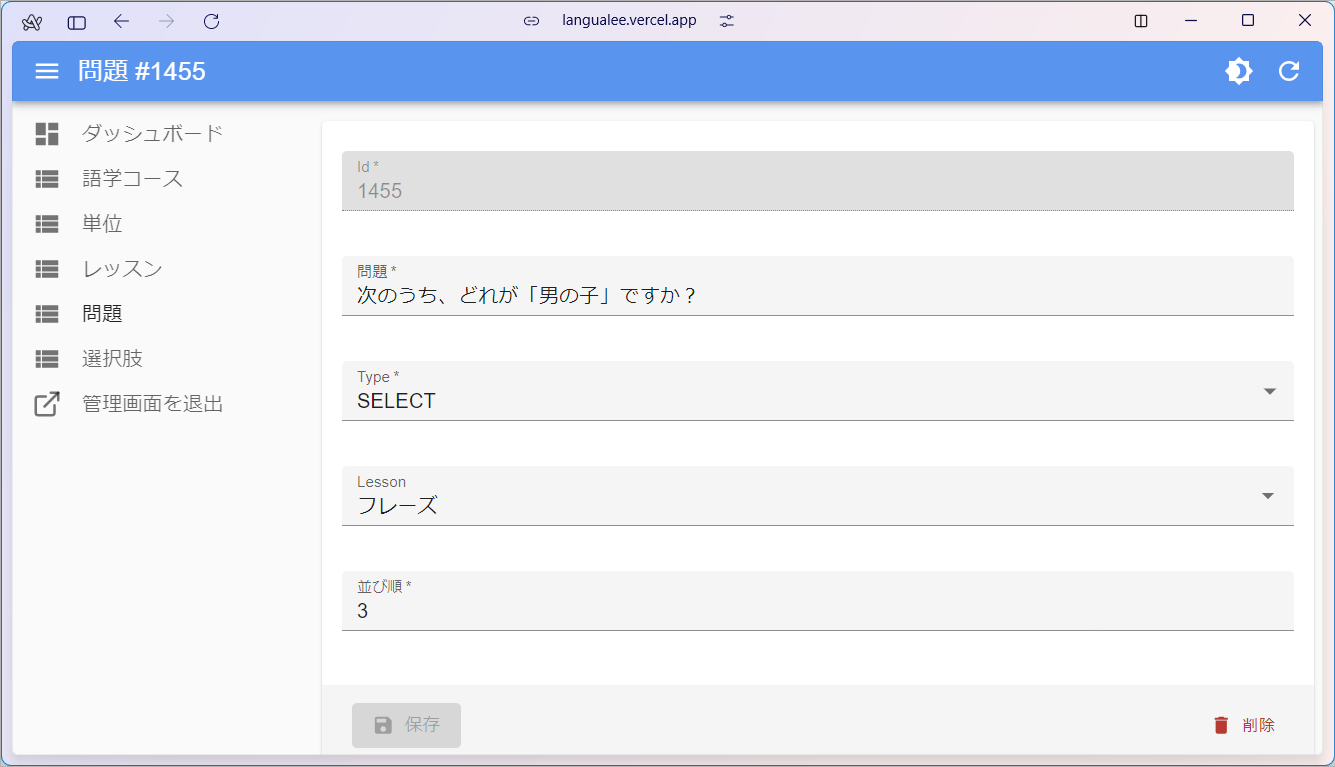 langualee.vercel.app
問題 #1455
ダッシュボード
語学コース
単位
レッスン
問題
選択肢
管理画面を退出
Id *
1455
問題 *
次のうち、どれが「男の子」ですか？
Type *
SELECT
Lesson
フレーズ
並び順 *
3
保存
削除